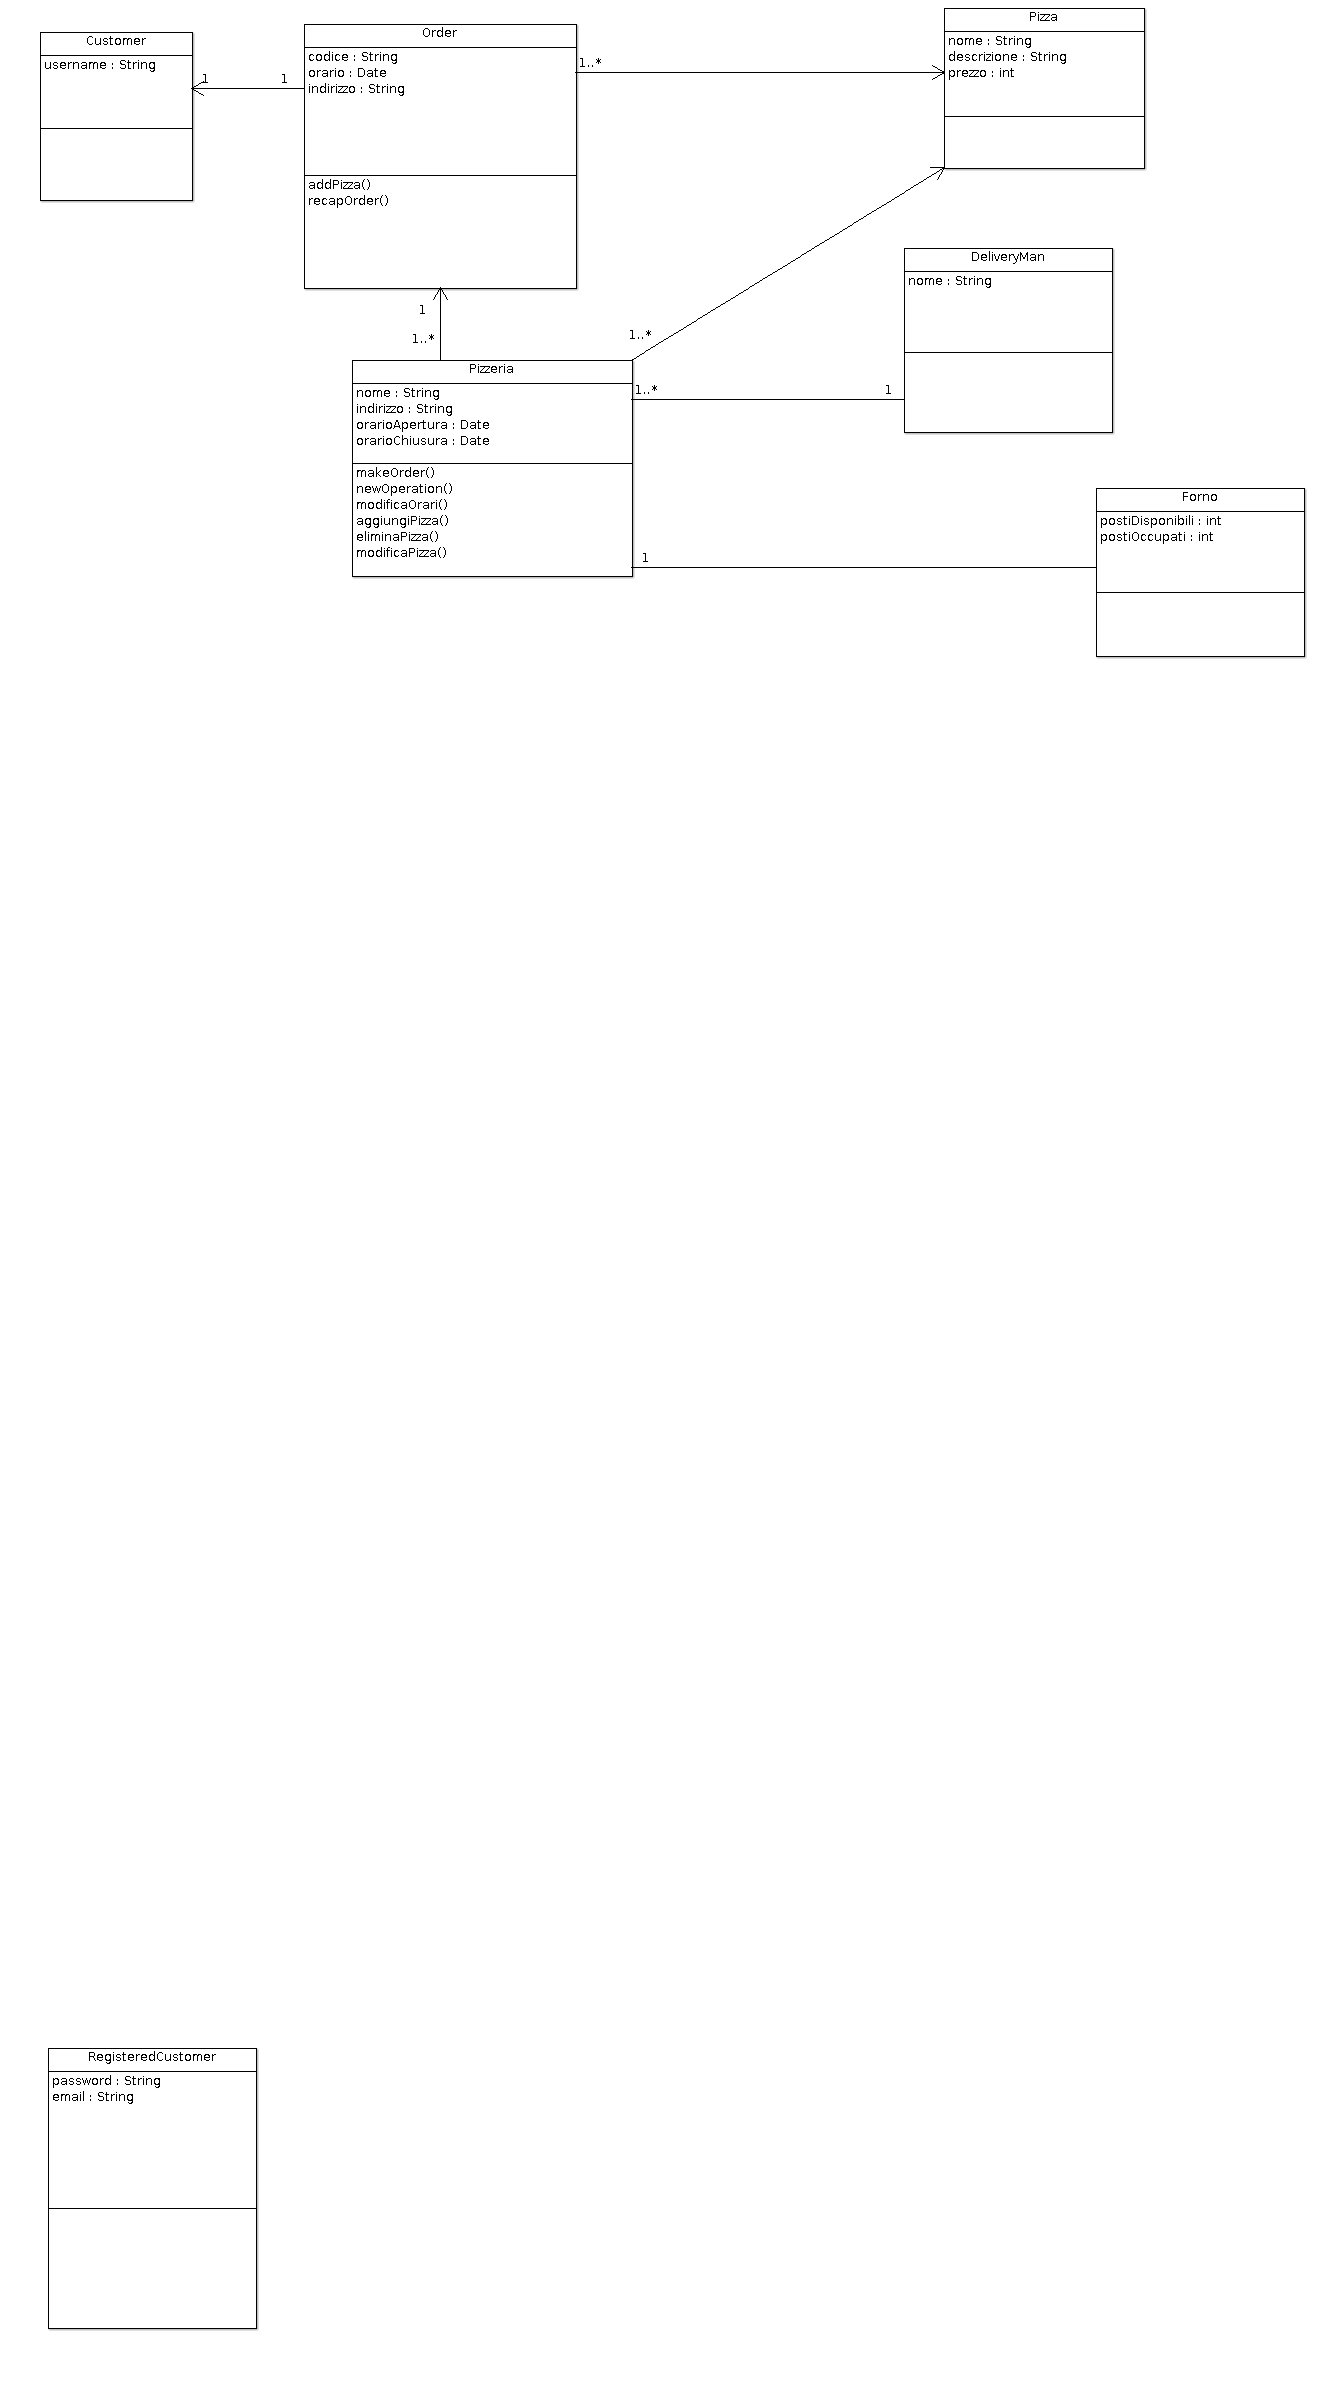 Customer
username : String
1
1
Order
codice : String
orario : Date
indirizzo : String
addPizza()
recapOrder()
1..*
Pizza
nome : String
descrizione : String
prezzo : int
1
1..*
1..*
DeliveryMan
nome : String
Pizzeria
nome : String
indirizzo : String
orarioApertura : Date
orarioChiusura : Date
makeOrder()
newOperation()
modificaOrari()
aggiungiPizza()
eliminaPizza()
modificaPizza()
1..*
1
1
Forno
postiDisponibili : int
postiOccupati : int
RegisteredCustomer
password : String
email : String